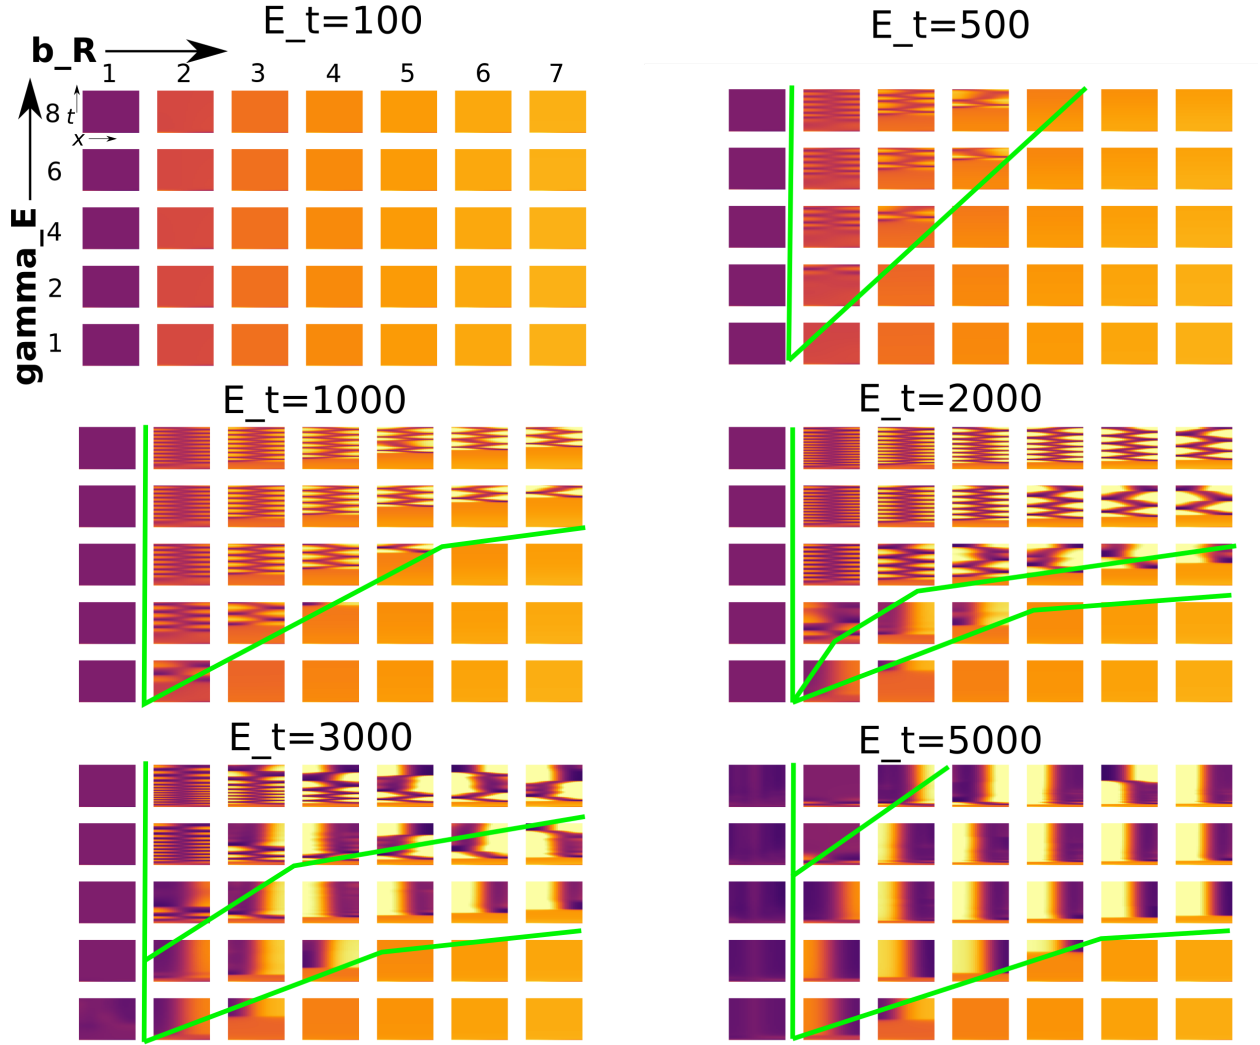 E_t=100
E_t=500
b_R
1 2 3 4 5 6 7
8 t
x
6
4
2
1
gamma_E
E_t=1000
E_t=2000
E_t=3000
E_t=5000